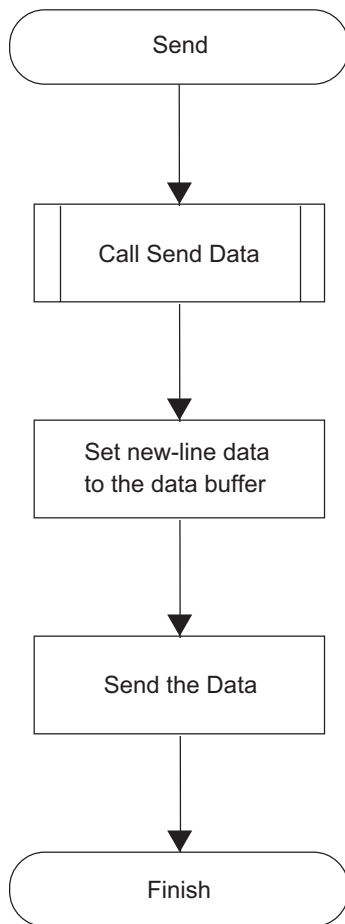 Send
Call Send Data
Set new-line data
to the data buffer
Send the Data
Finish